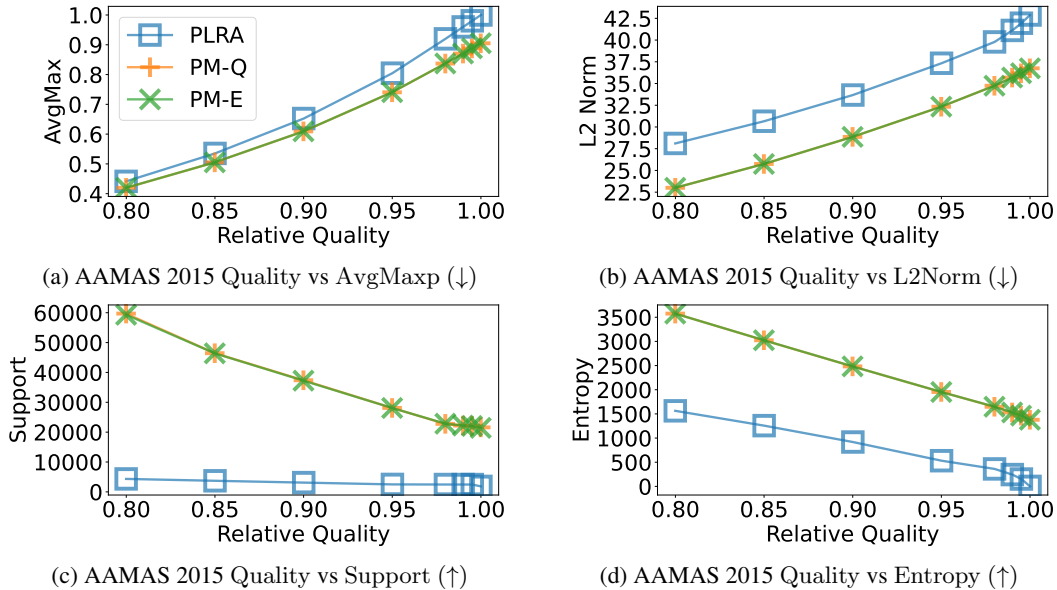 1.0
0.9
0.8
0.7
0.6
0.5
0.4
AvgMax
PLRA
PM-Q
PM-E
0.80 0.85 0.90 0.95 1.00
Relative Quality
(a) AAMAS 2015 Quality vs AvgMaxp (↓)
42.5
40.0
37.5
35.0
32.5
30.0
27.5
25.0
22.5
L2 Norm
0.80 0.85 0.90 0.95 1.00
Relative Quality
(b) AAMAS 2015 Quality vs L2Norm (↓)
60000
50000
40000
30000
20000
10000
0
Support
0.80 0.85 0.90 0.95 1.00
Relative Quality
(c) AAMAS 2015 Quality vs Support (↑)
3500
3000
2500
2000
1500
1000
500
0
Entropy
0.80 0.85 0.90 0.95 1.00
Relative Quality
(d) AAMAS 2015 Quality vs Entropy (↑)